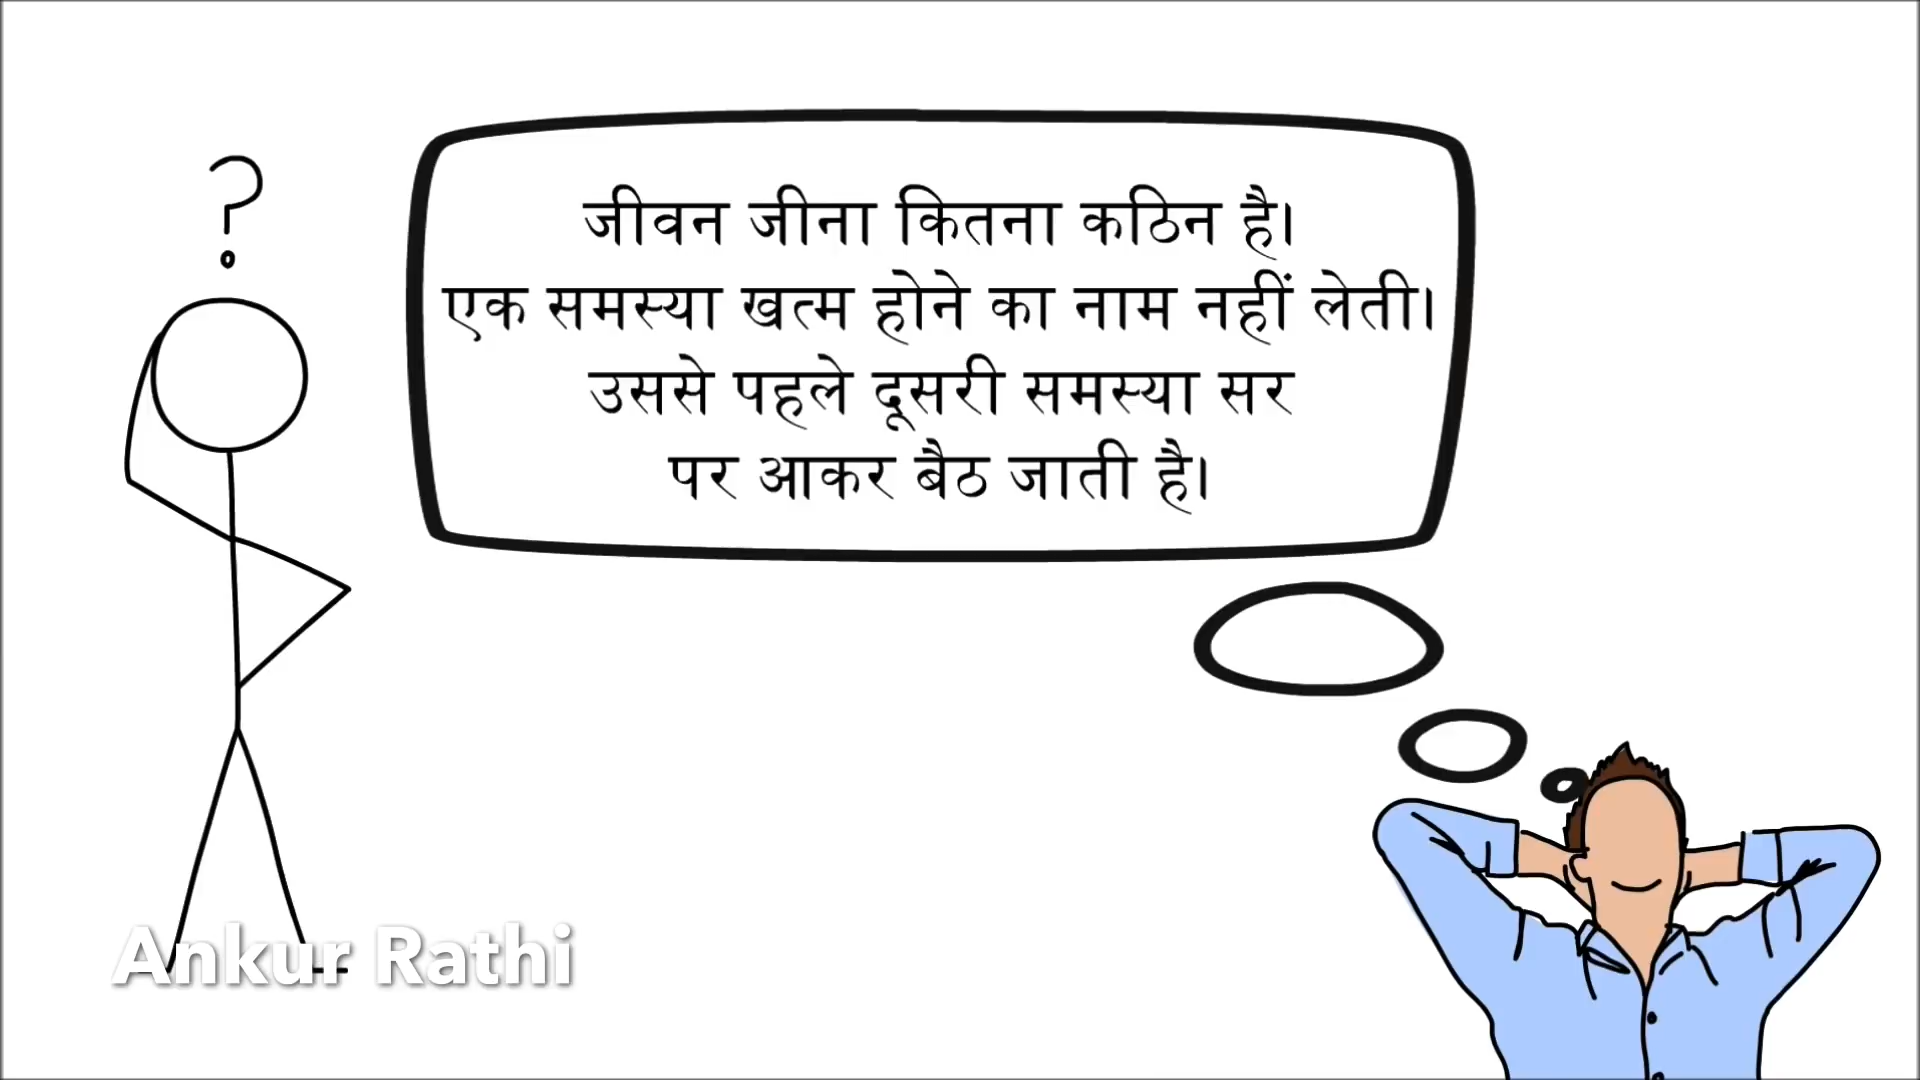 ?
जीवन जीना कितना कठिन है।
एक समस्या खत्म होने का नाम नहीं लेती।
उससे पहले दूसरी समस्या सर
पर आकर बैठ जाती है।
Ankur Rathi